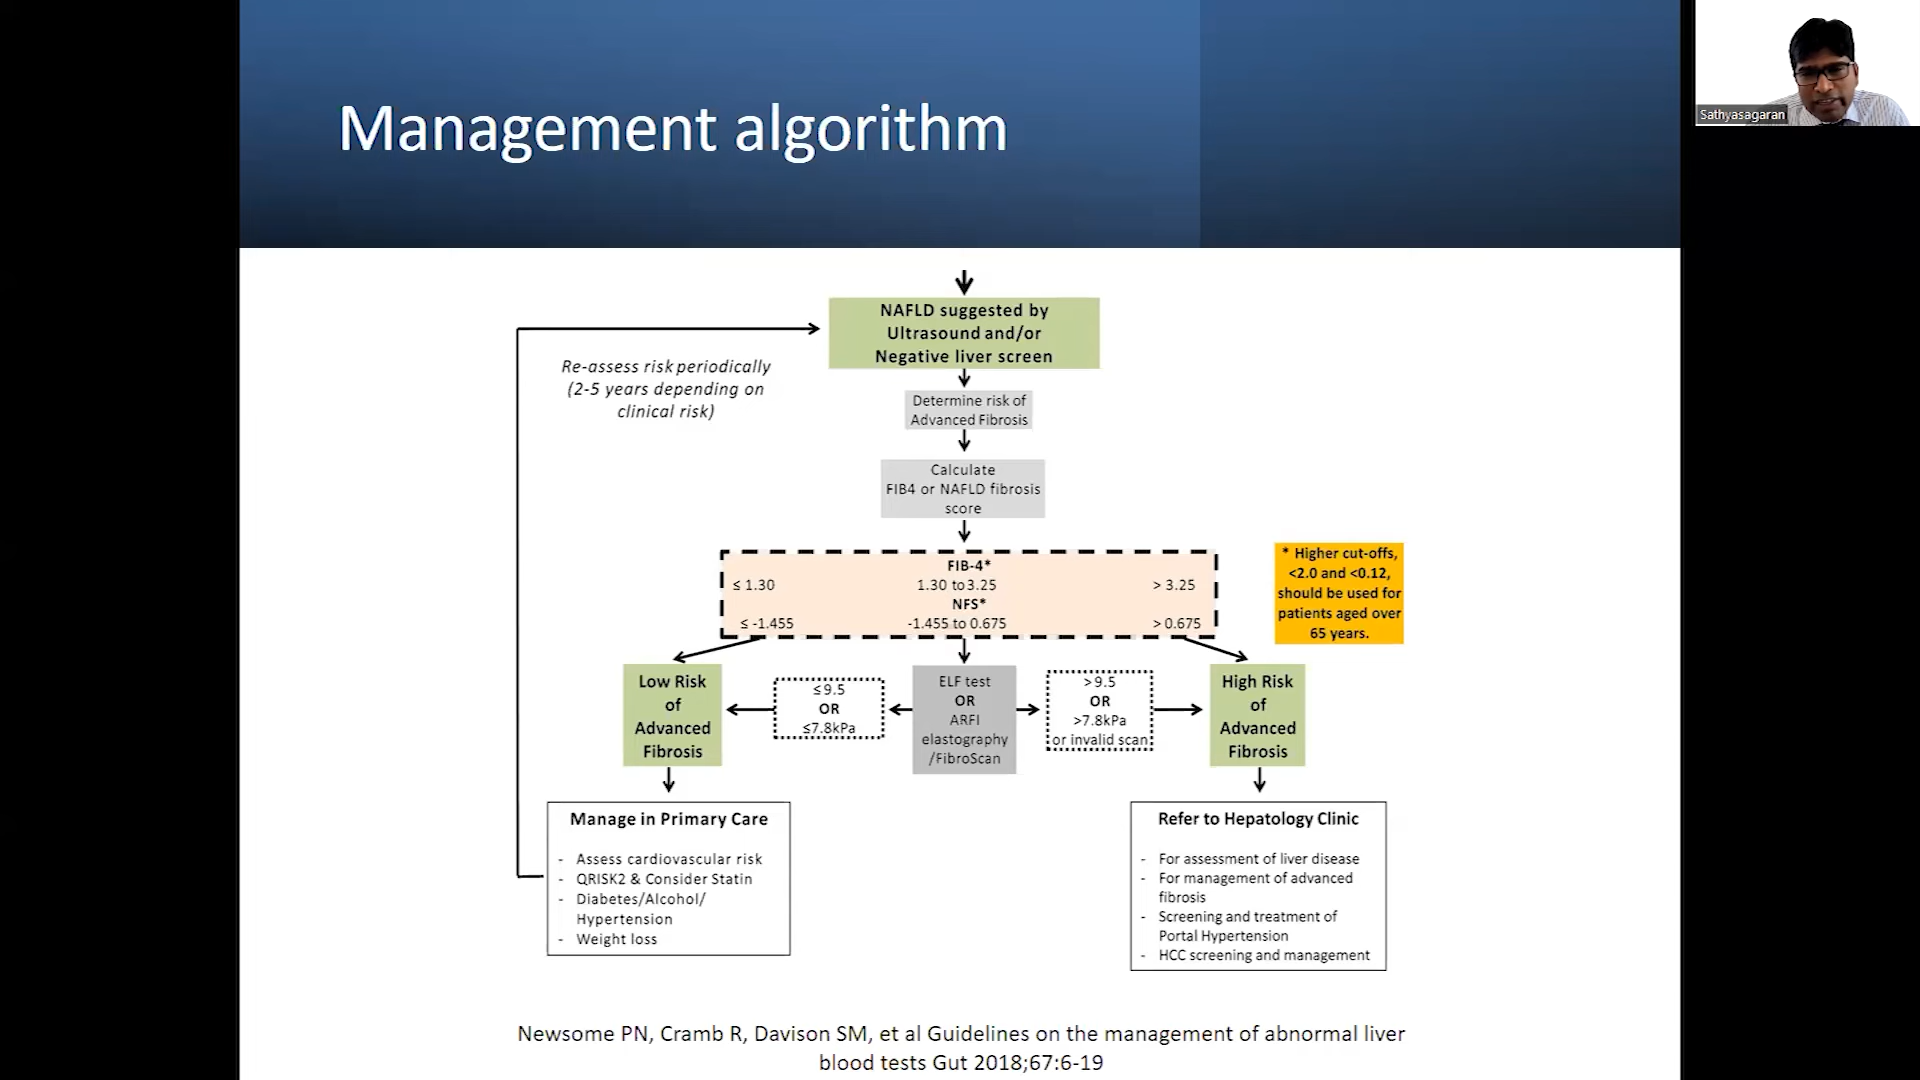 Management algorithm
Sathyasagaran
NAFLD suggested by
Ultrasound and/or
Negative liver screen
Re-assess risk periodically
(2-5 years depending on
clinical risk)
Determine risk of
Advanced Fibrosis
Calculate
FIB4 or NAFLD fibrosis
score
FIB-4*
≤ 1.30 1.30 to 3.25 > 3.25
NFS*
≤ -1.455 -1.455 to 0.675 > 0.675
* Higher cut-offs,
<2.0 and <0.12,
should be used for
patients aged over
65 years.
Low Risk
of
Advanced
Fibrosis
≤ 9.5
OR
≤7.8kPa
ELF test
OR
ARFI
elastography
/FibroScan
> 9.5
OR
>7.8kPa
or invalid scan
High Risk
of
Advanced
Fibrosis
Manage in Primary Care
- Assess cardiovascular risk
- QRISK2 & Consider Statin
- Diabetes/Alcohol/
Hypertension
- Weight loss
Refer to Hepatology Clinic
- For assessment of liver disease
- For management of advanced
fibrosis
- Screening and treatment of
Portal Hypertension
- HCC screening and management
Newsome PN, Cramb R, Davison SM, et al Guidelines on the management of abnormal liver
blood tests Gut 2018;67:6-19